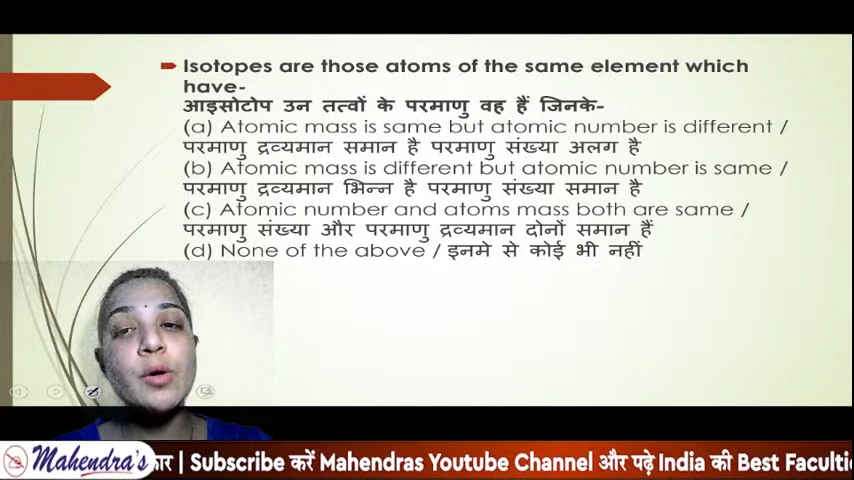 Isotopes are those atoms of the same element which
have-
आइसोटोप उन तत्वों के परमाणु वह हैं जिनके-
(a) Atomic mass is same but atomic number is different /
परमाणु द्रव्यमान समान है परमाणु संख्या अलग है
(b) Atomic mass is different but atomic number is same /
परमाणु द्रव्यमान भिन्न है परमाणु संख्या समान है
(c) Atomic number and atoms mass both are same /
परमाणु संख्या और परमाणु द्रव्यमान दोनों समान हैं
(d) None of the above / इनमे से कोई भी नहीं
Mahendra's
| Subscribe करें Mahendras Youtube Channel और पढ़े India की Best